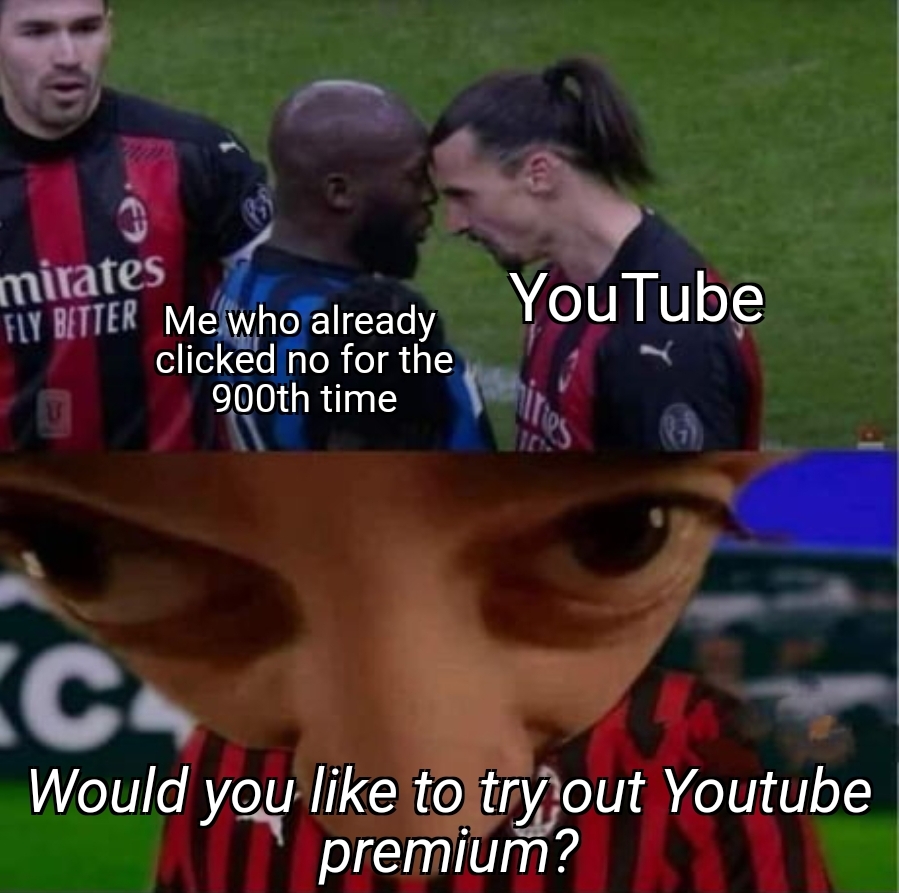 mirates
FLY BETTER
Me who already
clicked no for the
900th time
YouTube
Would you like to try out Youtube
premium?